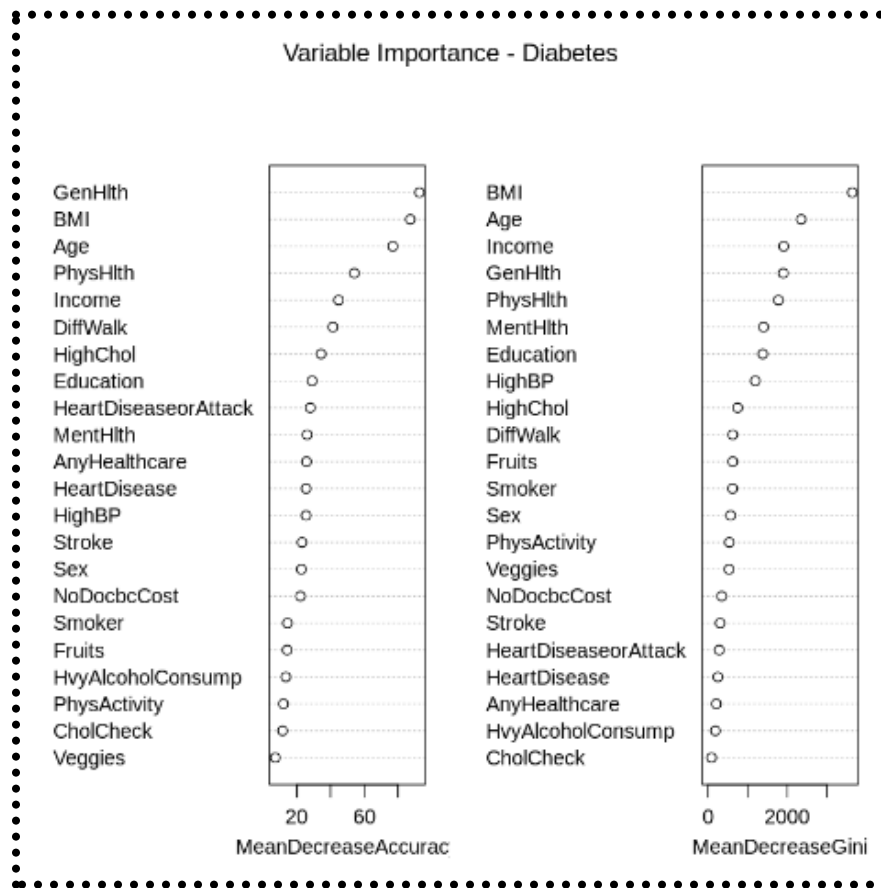 Variable Importance - Diabetes
GenHlth
BMI
Age
PhysHlth
Income
DiffWalk
HighChol
Education
HeartDiseaseorAttack
MentHlth
AnyHealthcare
HeartDisease
HighBP
Stroke
Sex
NoDocbcCost
Smoker
Fruits
HvyAlcoholConsump
PhysActivity
CholCheck
Veggies
20 60
MeanDecreaseAccurac
BMI
Age
Income
GenHlth
PhysHlth
MentHlth
Education
HighBP
HighChol
DiffWalk
Fruits
Smoker
Sex
PhysActivity
Veggies
NoDocbcCost
Stroke
HeartDiseaseorAttack
HeartDisease
AnyHealthcare
HvyAlcoholConsump
CholCheck
0 2000
MeanDecreaseGini